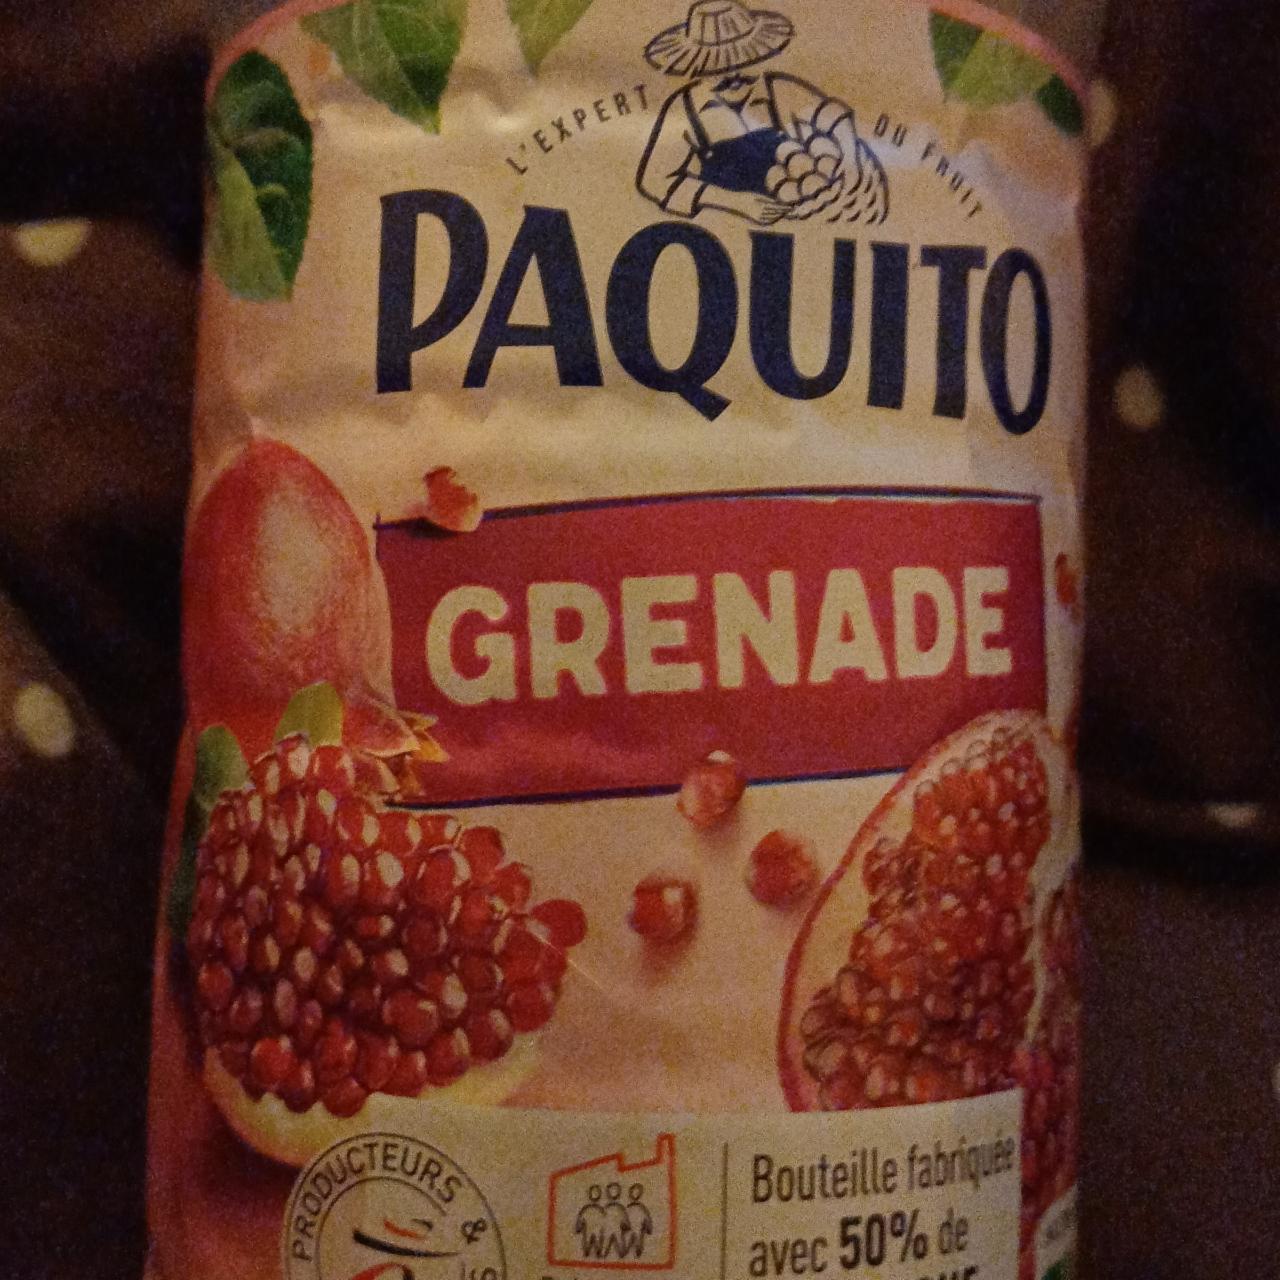 L'EXPERT DU FRUIT
PAQUITO
GRENADE
PRODUCTEURS &
Bouteille fabriquée
avec 50% de